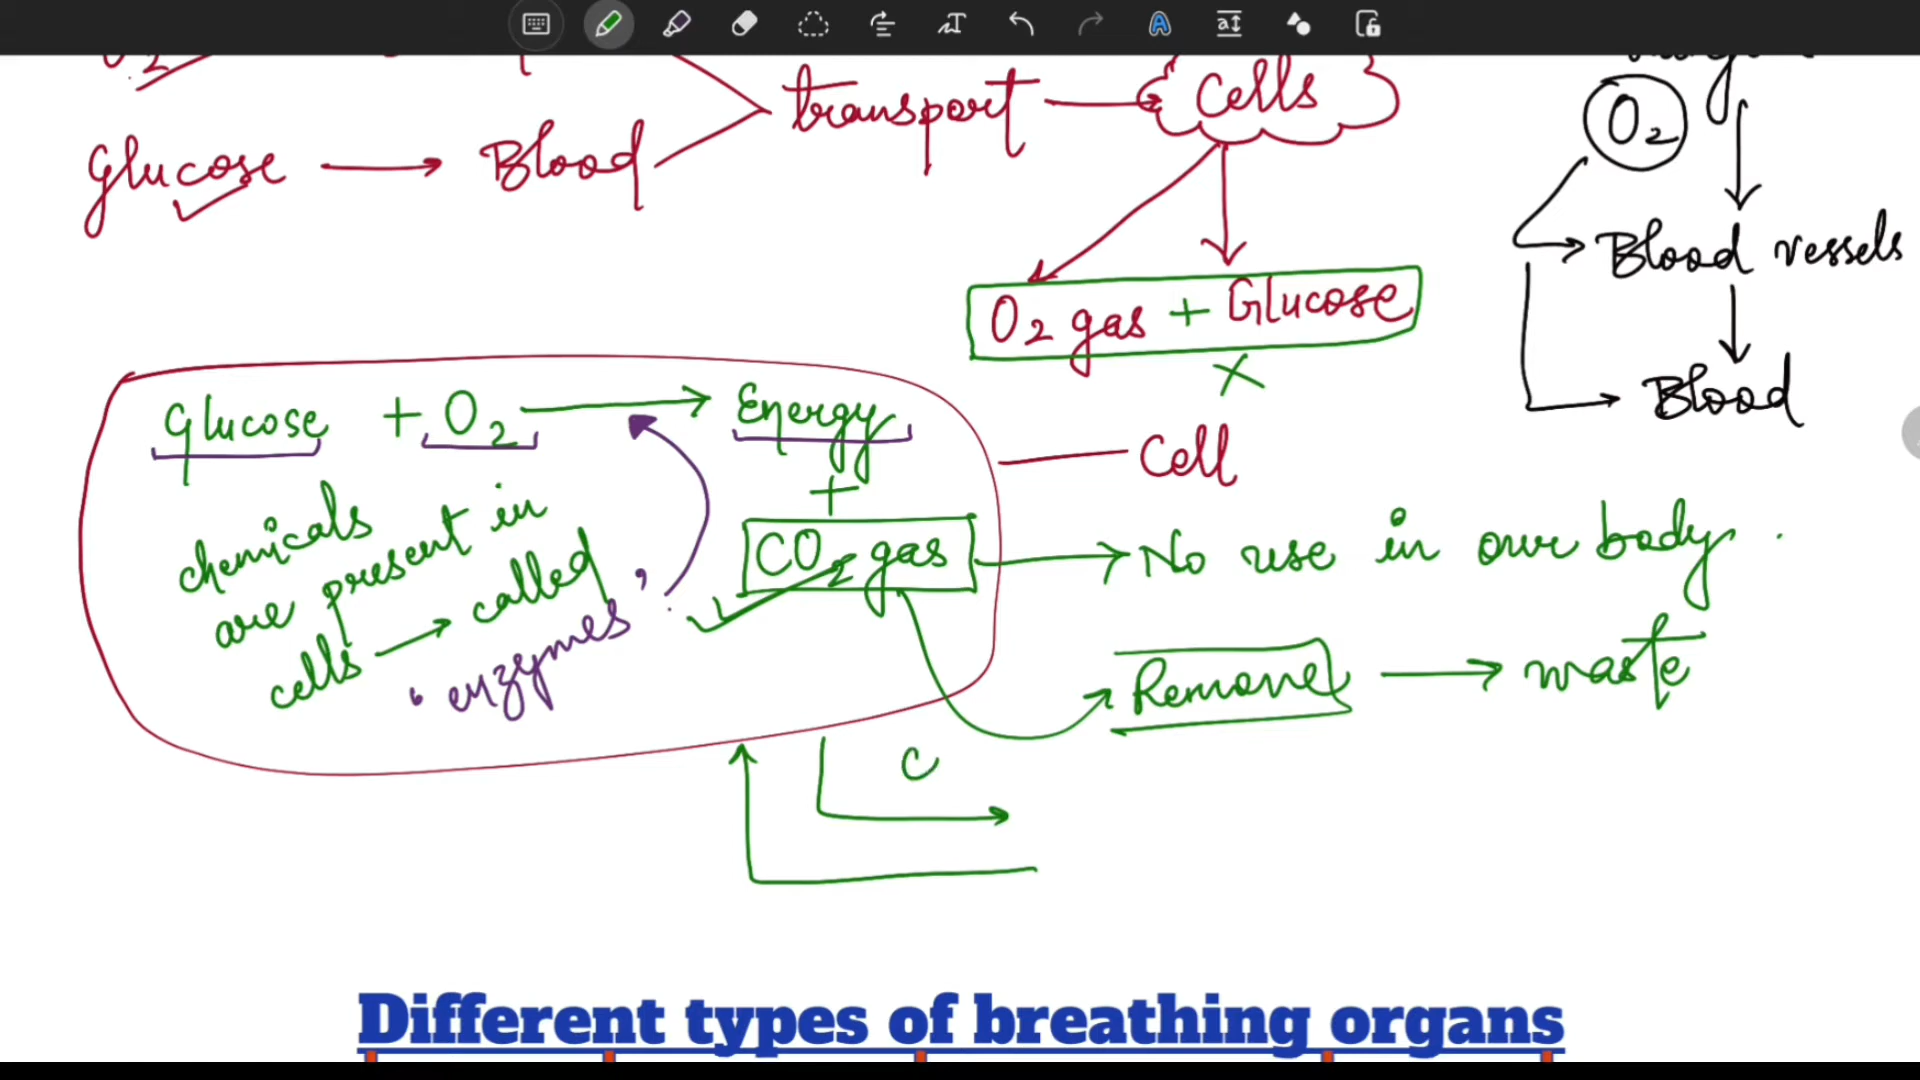 O2
Glucose → Blood
transport → Cells
O2
Blood vessels
Blood
O2 gas + Glucose
×
Glucose + O2 → Energy
+
CO2 gas → No use in our body.
Cell
chemicals
are present in
cells → called
'enzymes'
Remove → waste
C
Different types of breathing organs